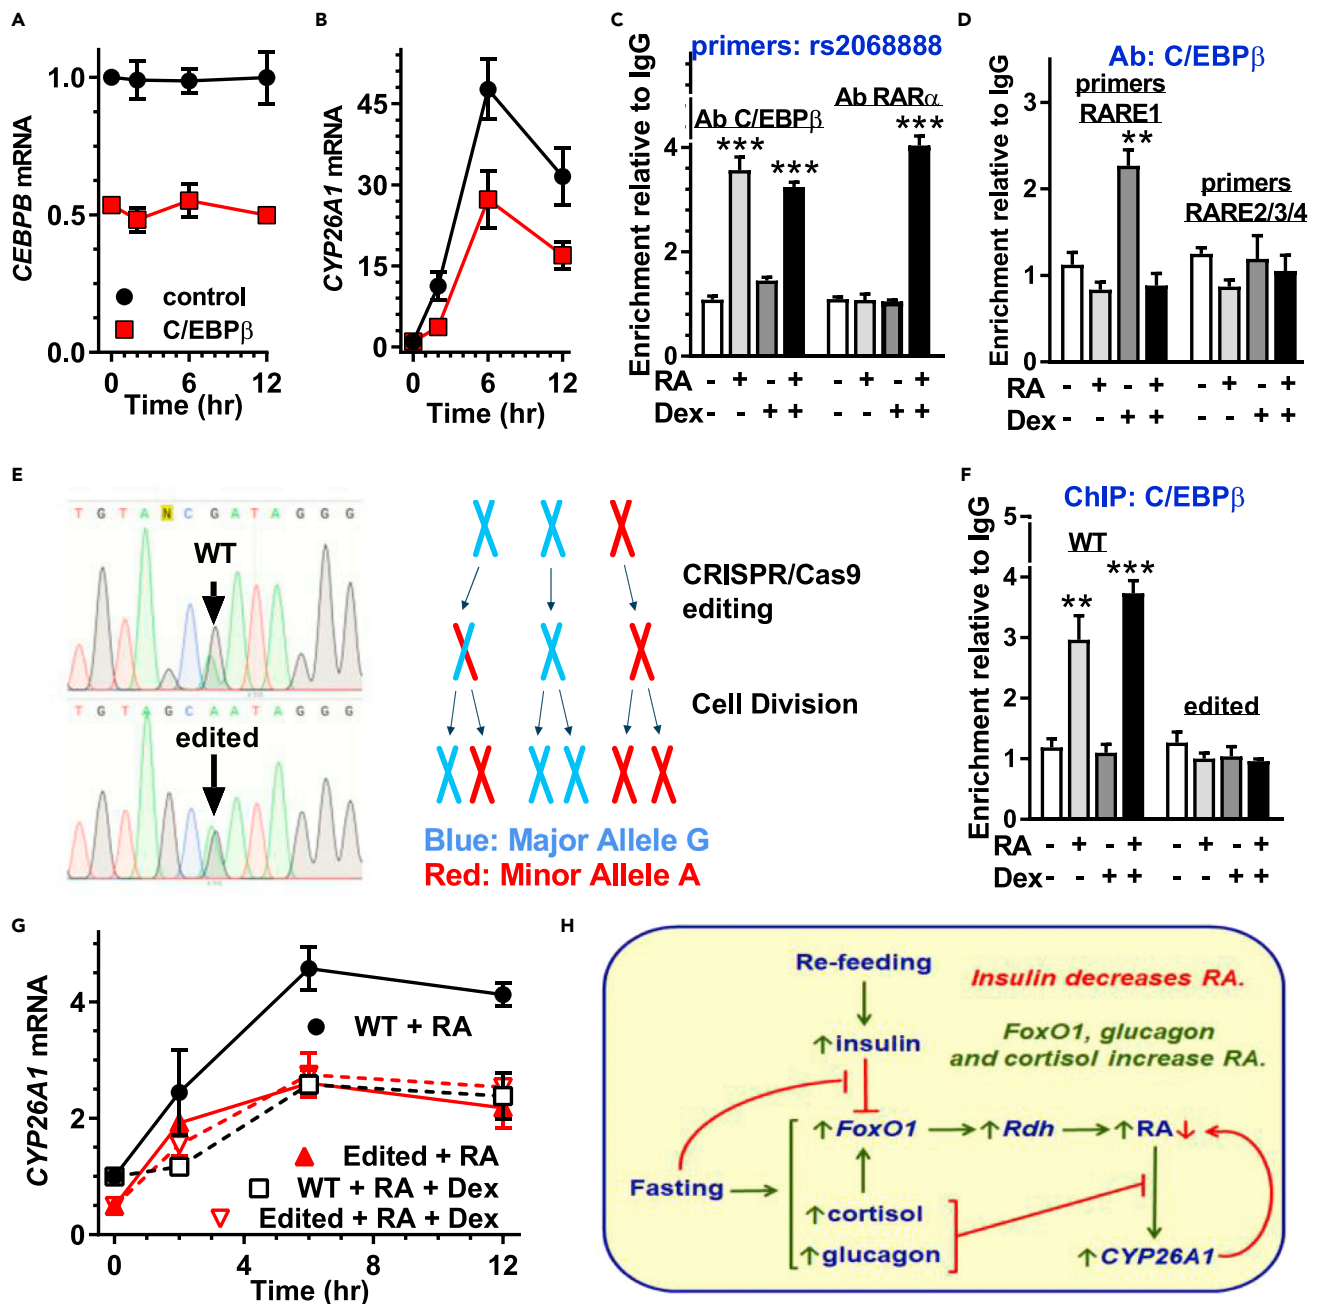 A
CEBPB mRNA
1.0
0.5
0.0
control
C/EBPβ
0 6 12
Time (hr)
B
CYP26A1 mRNA
45
30
15
0
0 6 12
Time (hr)
C
primers: rs2068888
Enrichment relative to IgG
Ab C/EBPβ
Ab RARα
*** *** ***
4
2
0
RA - + - + - + - +
Dex - - + + - - + +
D
Ab: C/EBPβ
Enrichment relative to IgG
primers
RARE1
**
primers
RARE2/3/4
3
2
1
0
RA - + - + - + - +
Dex - - + + - - + +
E
T G T A N C G A T A G G G
WT
T G T A G C A A T A G G G
edited
CRISPR/Cas9
editing
Cell Division
Blue: Major Allele G
Red: Minor Allele A
F
ChIP: C/EBPβ
Enrichment relative to IgG
WT
** ***
edited
5
4
3
2
1
0
RA - + - + - + - +
Dex - - + + - - + +
G
CYP26A1 mRNA
4
2
0
WT + RA
Edited + RA
WT + RA + Dex
Edited + RA + Dex
0 4 8 12
Time (hr)
H
Re-feeding
Insulin decreases RA.
↑insulin
FoxO1, glucagon
and cortisol increase RA.
↑FoxO1 → ↑Rdh → ↑RA↓
Fasting
↑cortisol
↑glucagon
↑CYP26A1